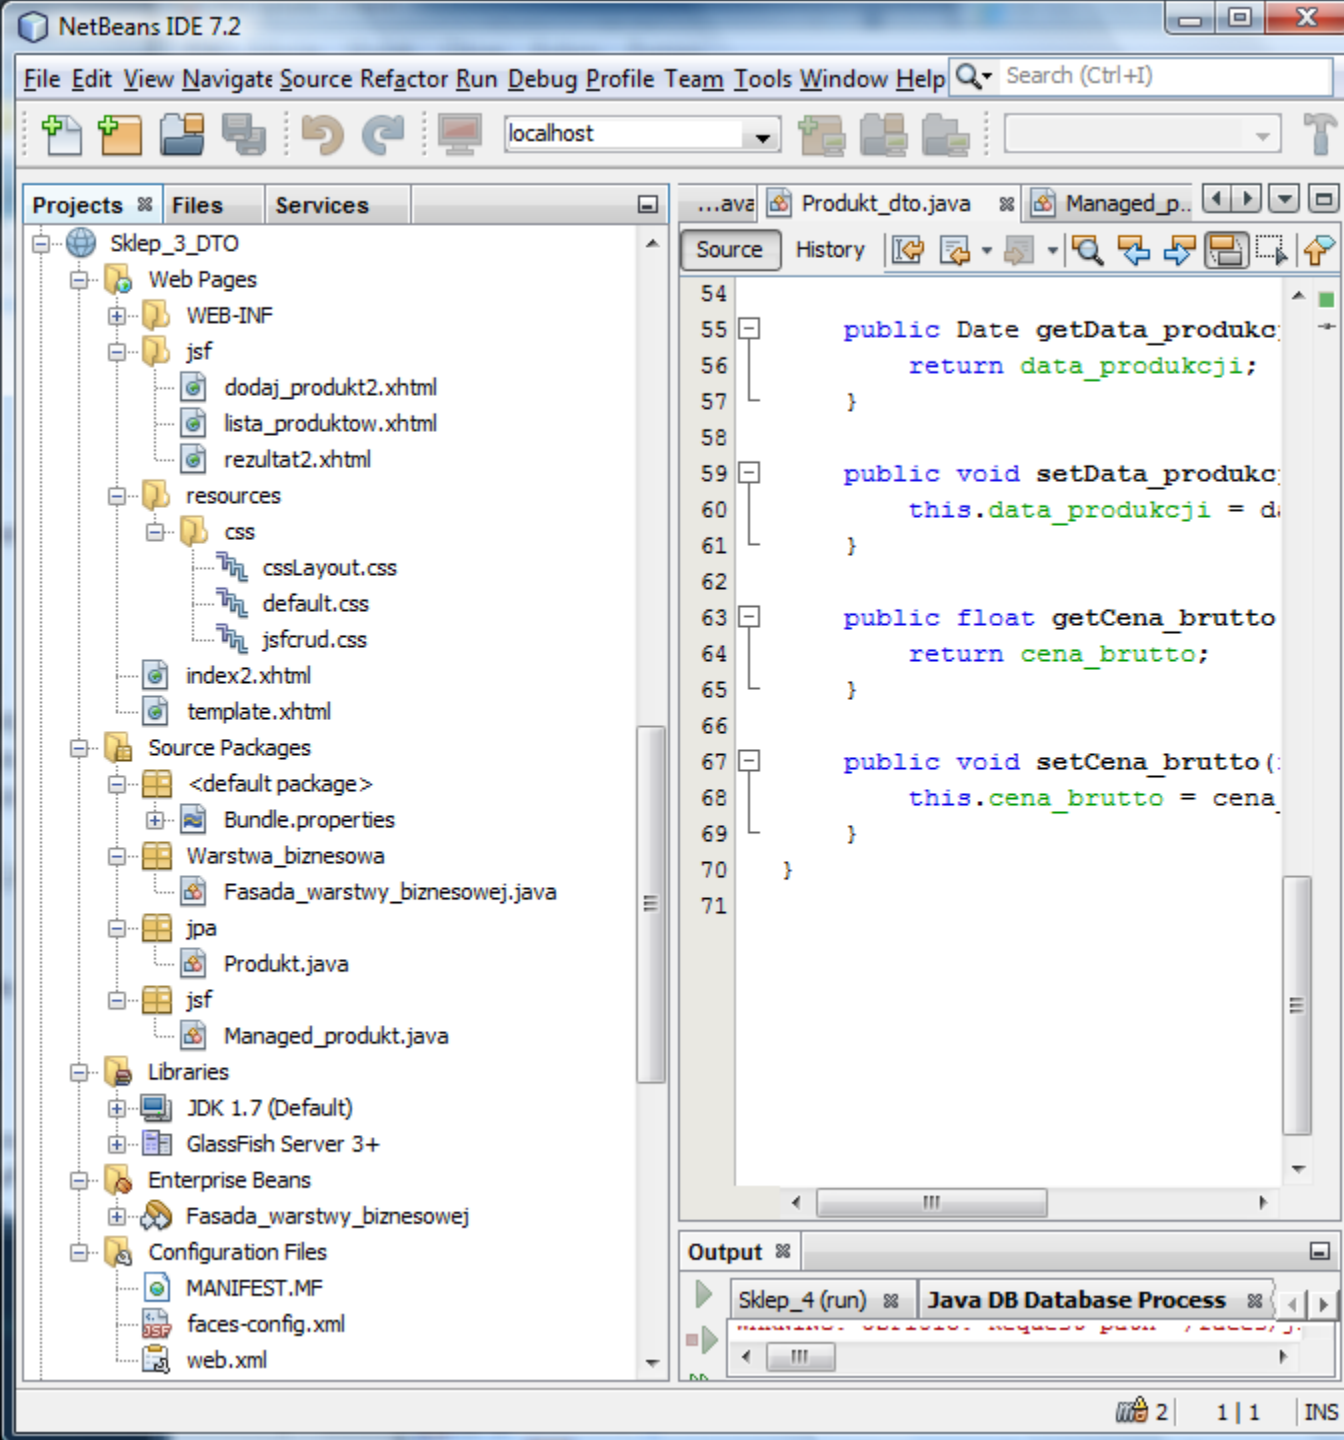 NetBeans IDE 7.2
File Edit View Navigate Source Refactor Run Debug Profile Team Tools Window Help Search (Ctrl+I)
localhost
Projects Files Services
Sklep_3_DTO
Web Pages
WEB-INF
jsf
dodaj_produkt2.xhtml
lista_produktow.xhtml
rezultat2.xhtml
resources
css
cssLayout.css
default.css
jsfcrud.css
index2.xhtml
template.xhtml
Source Packages
<default package>
Bundle.properties
Warstwa_biznesowa
Fasada_warstwy_biznesowej.java
jpa
Produkt.java
jsf
Managed_produkt.java
Libraries
JDK 1.7 (Default)
GlassFish Server 3+
Enterprise Beans
Fasada_warstwy_biznesowej
Configuration Files
MANIFEST.MF
faces-config.xml
web.xml
...ava Produkt_dto.java Managed_p...
Source History
54
55 public Date getData_produkc
56 return data_produkcji;
57 }
58
59 public void setData_produkc
60 this.data_produkcji = da
61 }
62
63 public float getCena_brutto
64 return cena_brutto;
65 }
66
67 public void setCena_brutto(
68 this.cena_brutto = cena_
69 }
70 }
71
Output
Sklep_4 (run) Java DB Database Process
2 1 | 1 INS